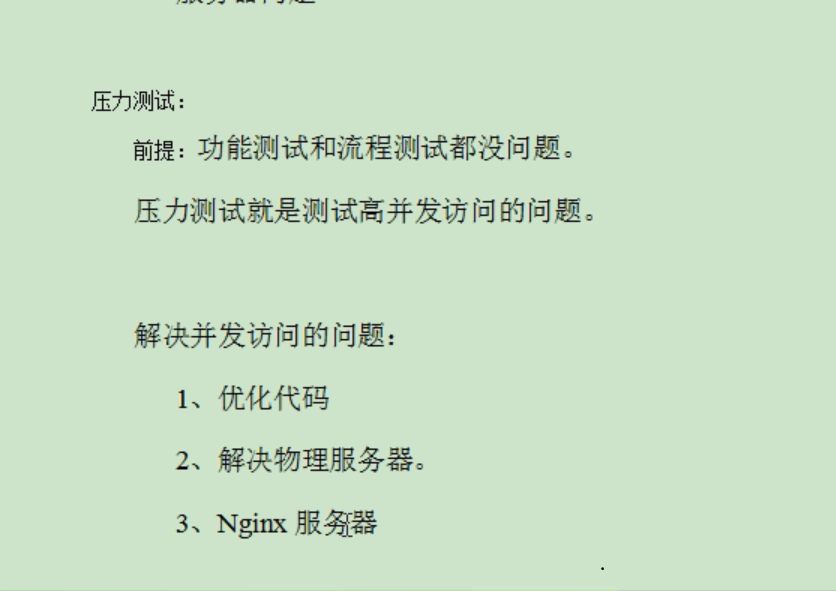 压力测试：
前提：功能测试和流程测试都没问题。
压力测试就是测试高并发访问的问题。
解决并发访问的问题：
1、优化代码
2、解决物理服务器。
3、Nginx 服务器